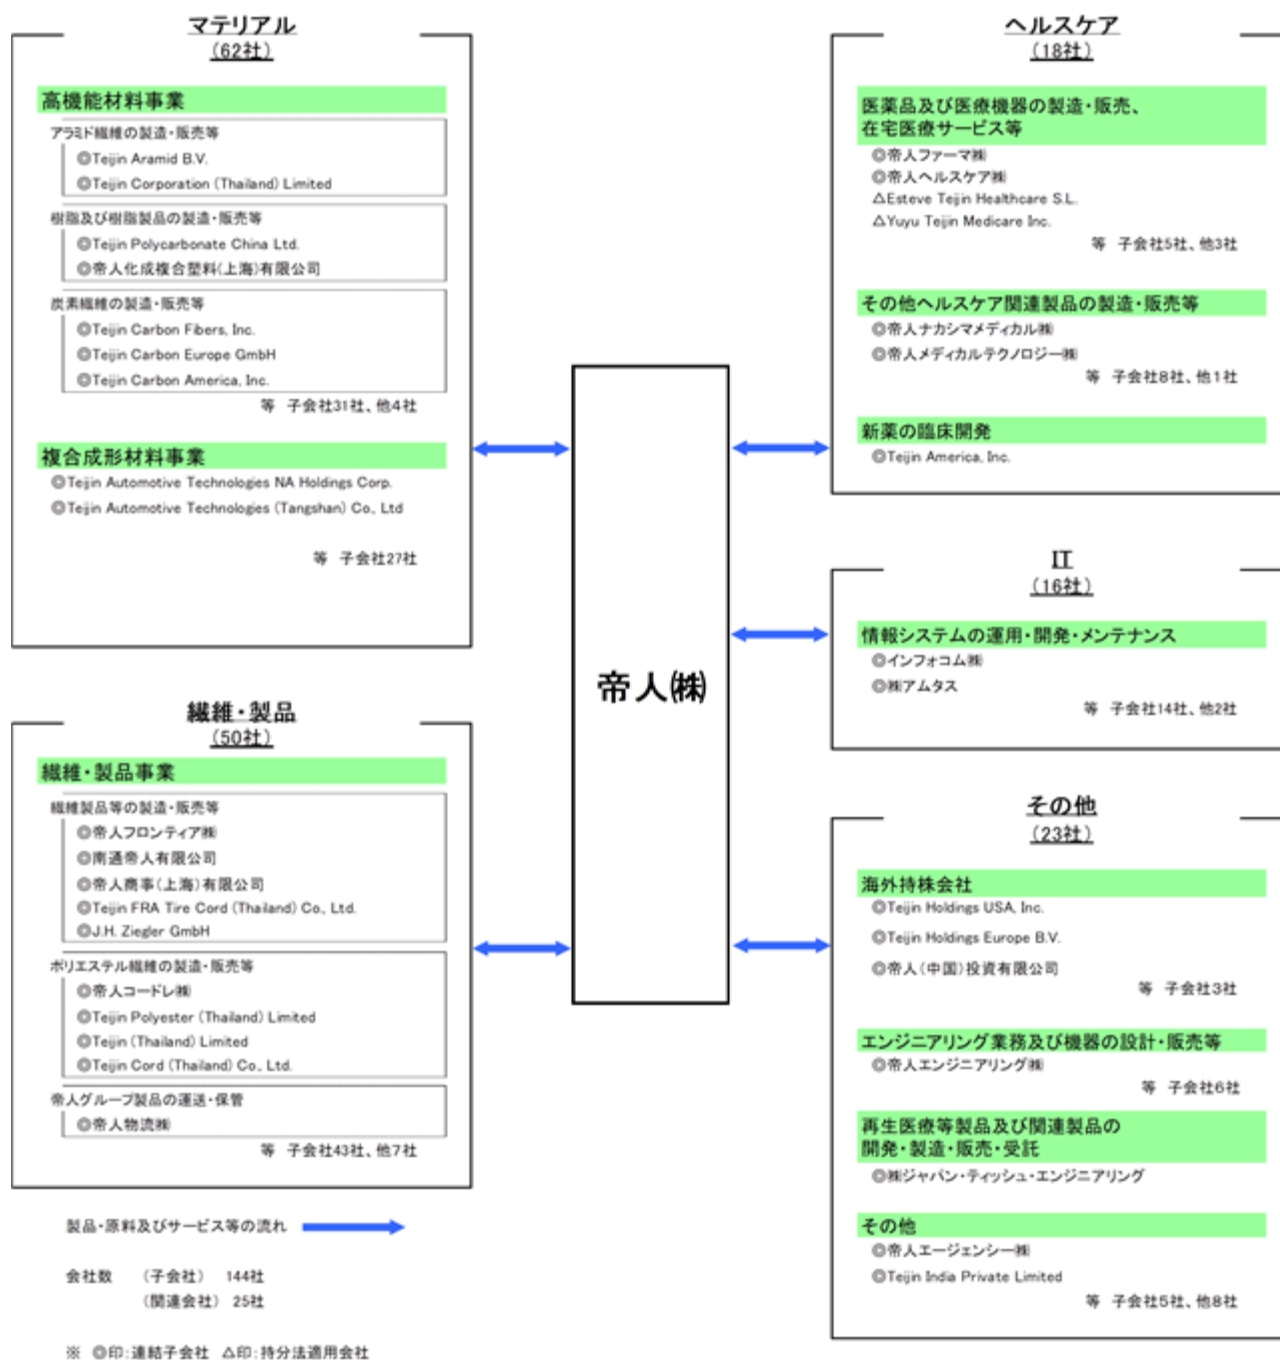 マテリアル
(62社)
高機能材料事業
アラミド繊維の製造・販売等
◎Teijin Aramid B.V.
◎Teijin Corporation (Thailand) Limited
樹脂及び樹脂製品の製造・販売等
◎Teijin Polycarbonate China Ltd.
◎帝人化成複合塑料(上海)有限公司
炭素繊維の製造・販売等
◎Teijin Carbon Fibers, Inc.
◎Teijin Carbon Europe GmbH
◎Teijin Carbon America, Inc.
等 子会社31社、他4社
複合成形材料事業
◎Teijin Automotive Technologies NA Holdings Corp.
◎Teijin Automotive Technologies (Tangshan) Co., Ltd
等 子会社27社
繊維・製品
(50社)
繊維・製品事業
繊維製品等の製造・販売等
◎帝人フロンティア㈱
◎南通帝人有限公司
◎帝人商事(上海)有限公司
◎Teijin FRA Tire Cord (Thailand) Co., Ltd.
◎J.H. Ziegler GmbH
ポリエステル繊維の製造・販売等
◎帝人コードレ㈱
◎Teijin Polyester (Thailand) Limited
◎Teijin (Thailand) Limited
◎Teijin Cord (Thailand) Co., Ltd.
帝人グループ製品の運送・保管
◎帝人物流㈱
等 子会社43社、他7社
製品・原料及びサービス等の流れ
会社数 (子会社) 144社
(関連会社) 25社
※ ◎印:連結子会社 △印:持分法適用会社
帝人㈱
ヘルスケア
(18社)
医薬品及び医療機器の製造・販売、
在宅医療サービス等
◎帝人ファーマ㈱
◎帝人ヘルスケア㈱
△Esteve Teijin Healthcare S.L.
△Yuyu Teijin Medicare Inc.
等 子会社5社、他3社
その他ヘルスケア関連製品の製造・販売等
◎帝人ナカシマメディカル㈱
◎帝人メディカルテクノロジー㈱
等 子会社8社、他1社
新薬の臨床開発
◎Teijin America, Inc.
IT
(16社)
情報システムの運用・開発・メンテナンス
◎インフォコム㈱
◎㈱アムタス
等 子会社14社、他2社
その他
(23社)
海外持株会社
◎Teijin Holdings USA, Inc.
◎Teijin Holdings Europe B.V.
◎帝人(中国)投資有限公司
等 子会社3社
エンジニアリング業務及び機器の設計・販売等
◎帝人エンジニアリング㈱
等 子会社6社
再生医療等製品及び関連製品の
開発・製造・販売・受託
◎㈱ジャパン・ティッシュ・エンジニアリング
その他
◎帝人エージェンシー㈱
◎Teijin India Private Limited
等 子会社5社、他8社